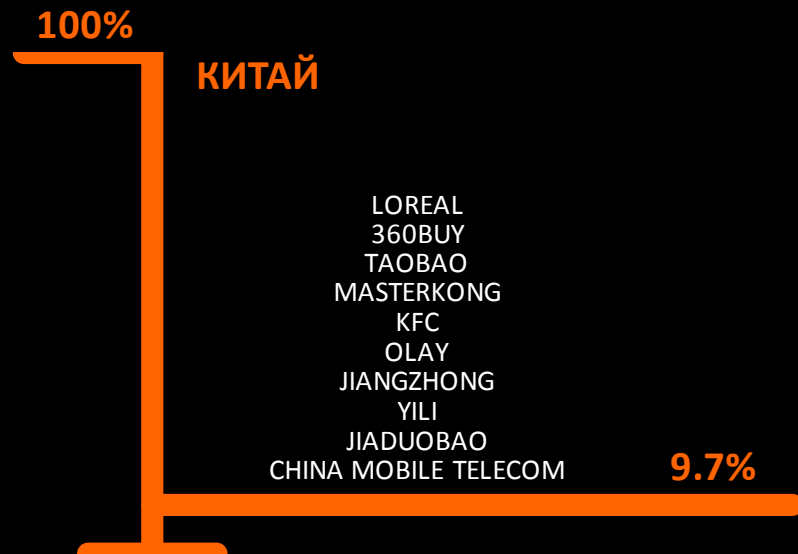 100%
КИТАЙ
LOREAL
360BUY
TAOBAO
MASTERKONG
KFC
OLAY
JIANGZHONG
YILI
JIADUOBAO
CHINA MOBILE TELECOM
9.7%